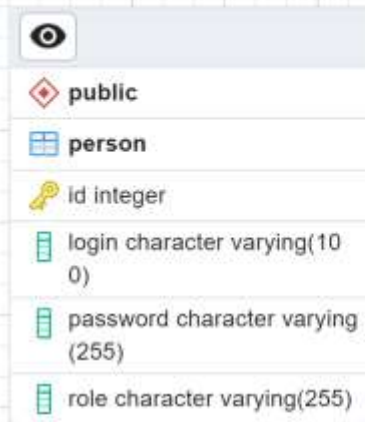 public
person
id integer
login character varying(10
0)
password character varying
(255)
role character varying(255)